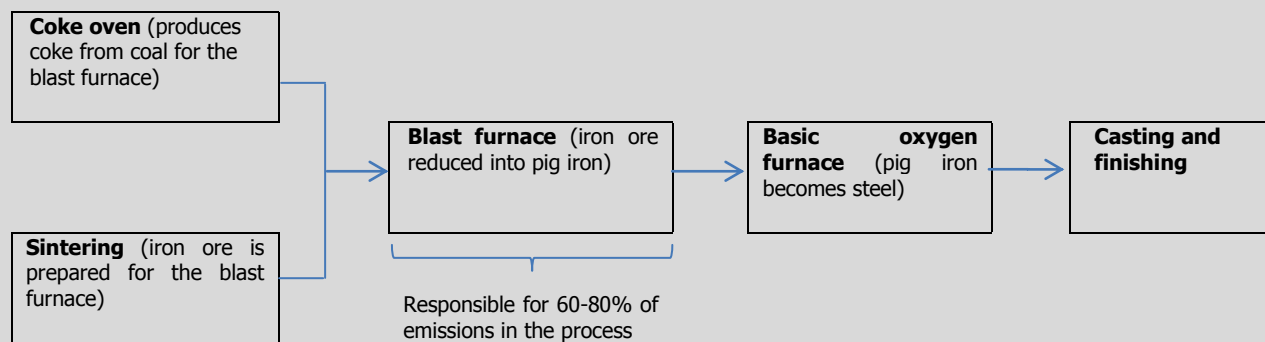 Coke oven (produces
coke from coal for the
blast furnace)
Sintering (iron ore is
prepared for the blast
furnace)
Blast furnace (iron ore
reduced into pig iron)
Responsible for 60-80% of
emissions in the process
Basic oxygen
furnace (pig iron
becomes steel)
Casting and
finishing